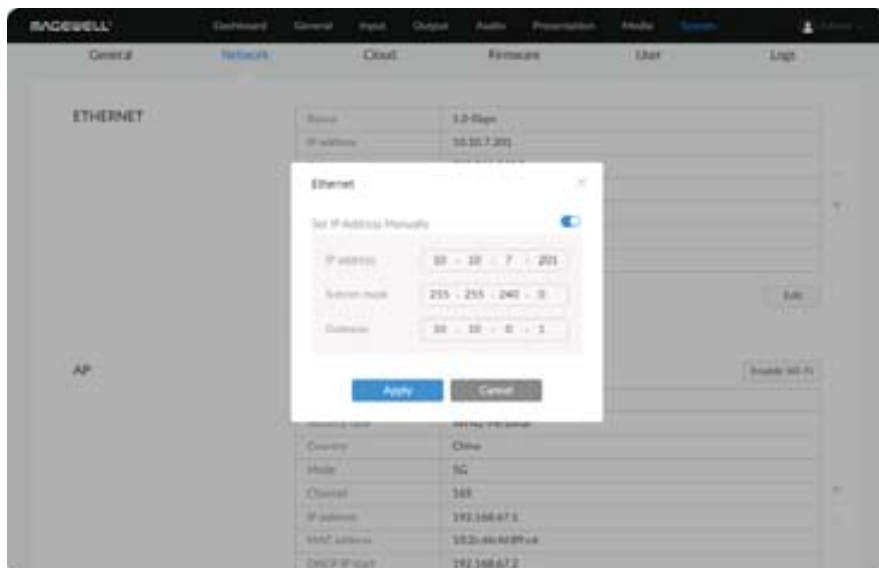 MAGEWELL
Dashboard General Input Output Audio Presentation Media System Admin
General Network Cloud Firmware User Logs
ETHERNET
Status 1.0 Gbps
IP address 10.10.7.201
Ethernet
Set IP Address Manually
IP address 10 . 10 . 7 . 201
Subnet mask 255 . 255 . 240 . 0
Gateway 10 . 10 . 0 . 1
Edit
AP
Enable Wi-Fi
Apply Cancel
Country China
Mode 5G
Channel 165
IP address 192.168.67.1
MAC address
DHCP IP start 192.168.67.2